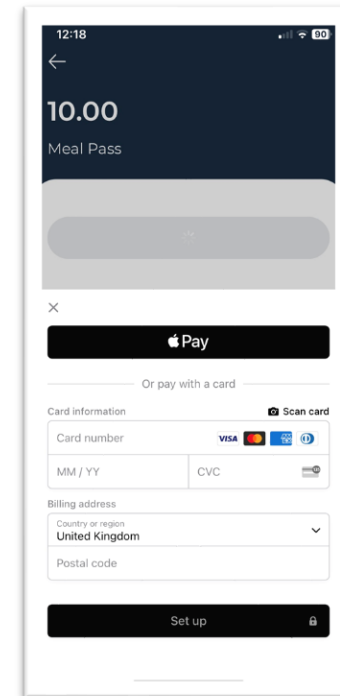 12:18
90
10.00
Meal Pass
Pay
Or pay with a card
Card information
Scan card
Card number
VISA
MM / YY
CVC
Billing address
Country or region
United Kingdom
Postal code
Set up